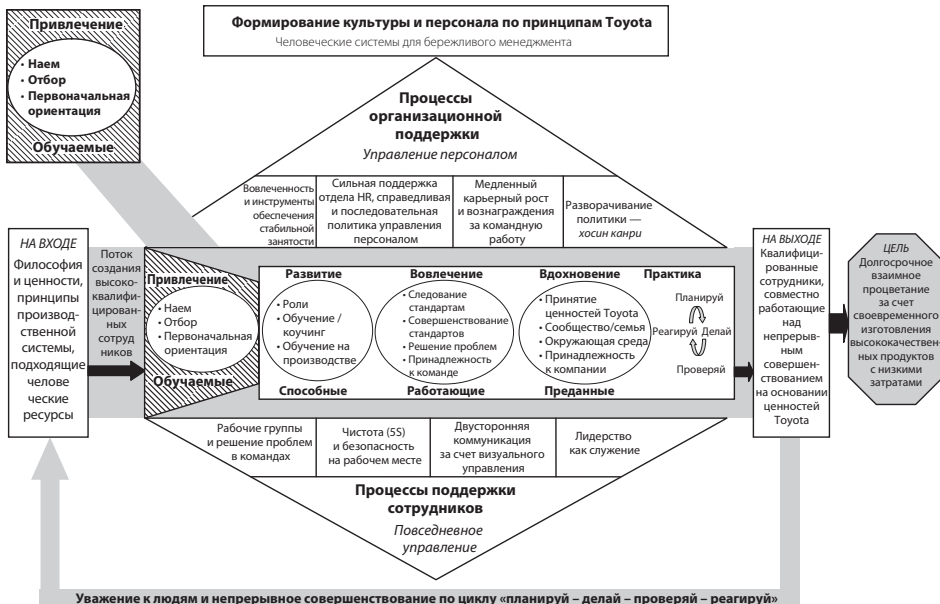 Формирование культуры и персонала по принципам Toyota
Человеческие системы для бережливого менеджмента
Привлечение
• Наем
• Отбор
• Первоначальная
ориентация
Обучаемые
Процессы
организационной
поддержки
Управление персоналом
Вовлеченность
и инструменты
обеспечения
стабильной
занятости
Сильная поддержка
отдела HR, справедливая
и последовательная
политика управления
персоналом
Медленный
карьерный рост
и вознаграждения
за командную
работу
Разворачивание
политики —
хосин канри
НА ВХОДЕ
Философия
и ценности,
принципы
производ-
ственной
системы,
подходящие
челове
ческие
ресурсы
Поток
создания
высоко-
квалифи-
цирован-
ных
сотруд
ников
Привлечение
• Наем
• Отбор
• Первоначальная
ориентация
Обучаемые
Развитие
• Роли
• Обучение /
коучинг
• Обучение на
производстве
Способные
Вовлечение
• Следование
стандартам
• Совершенствование
стандартов
• Решение проблем
• Принадлежность
к команде
Работающие
Вдохновение
• Принятие
ценностей Toyota
• Сообщество/семья
• Окружающая среда
• Принадлежность к
компании
Преданные
Практика
Планируй
Реагируй Делай
Проверяй
НА ВЫХОДЕ
Квалифици-
рованные
сотрудники,
совместно
работающие
над
непрерыв-
ным
совершен-
ствованием
на основании
ценностей
Toyota
ЦЕЛЬ
Долгосрочное
взаимное
процветание
за счет
своевременного
изготовления
высококачествен-
ных продуктов
с низкими
затратами
Рабочие группы
и решение проблем
в командах
Чистота (5S)
и безопасность
на рабочем месте
Двусторонняя
коммуникация
за счет визуального
управления
Лидерство
как служение
Процессы поддержки
сотрудников
Повседневное
управление
Уважение к людям и непрерывное совершенствование по циклу «планируй – делай – проверяй – реагируй»